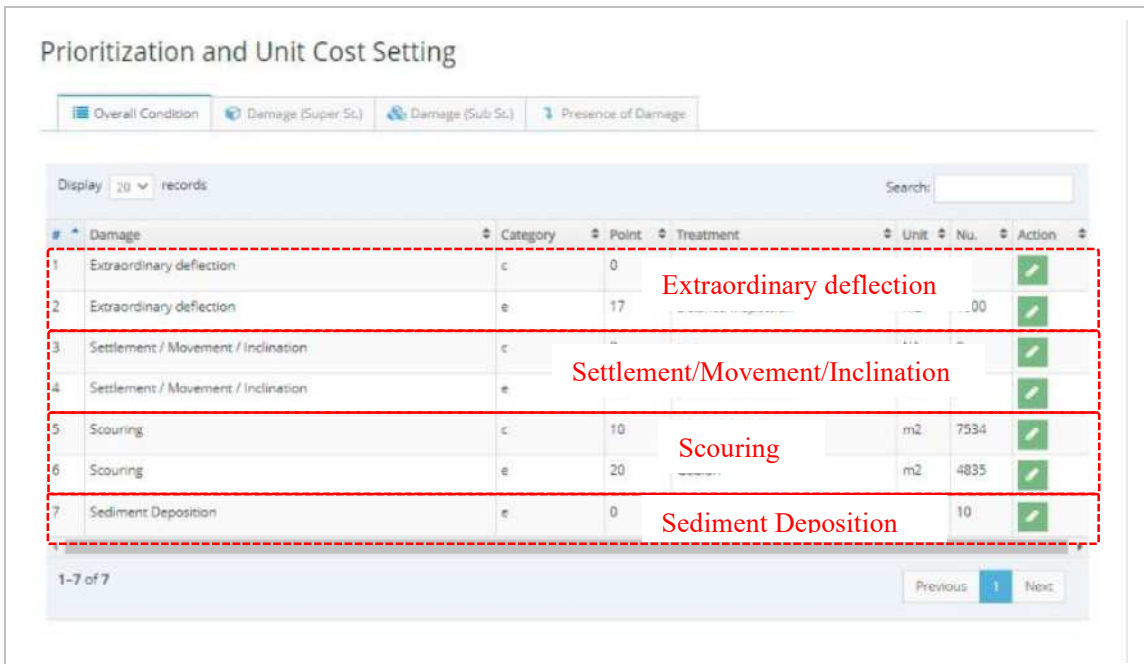 Prioritization and Unit Cost Setting
Overall Condition Damage (Super St.) Damage (Sub St.) Presence of Damage
Display 20 records Search:
# Damage Category Point Treatment Unit Nu. Action
1 Extraordinary deflection c 0
Extraordinary deflection
2 Extraordinary deflection e 17
3 Settlement / Movement / Inclination c
Settlement/Movement/Inclination
4 Settlement / Movement / Inclination e
5 Scouring c 10 m2 7534
Scouring
6 Scouring e 20 m2 4835
7 Sediment Deposition e 0 10
Sediment Deposition
1-7 of 7
Previous 1 Next